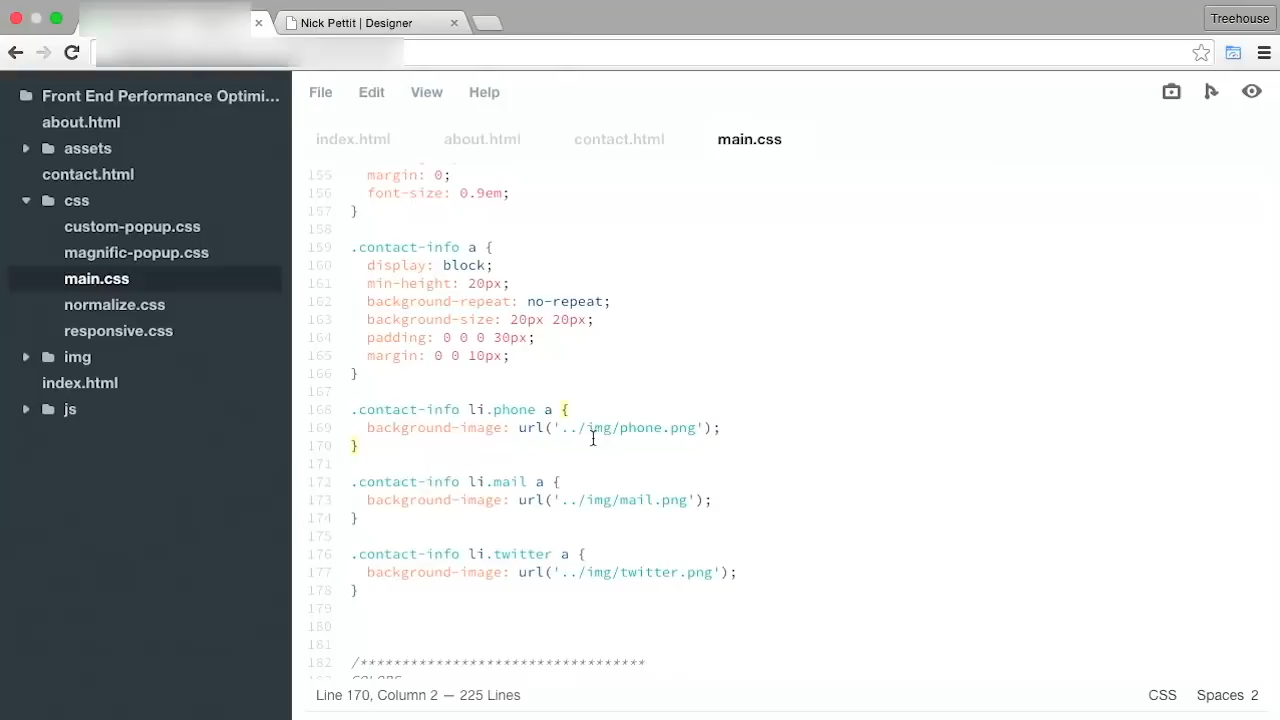 Nick Pettit | Designer
Treehouse
Front End Performance Optimi...
about.html
assets
contact.html
css
custom-popup.css
magnific-popup.css
main.css
normalize.css
responsive.css
img
index.html
js
File Edit View Help
index.html about.html contact.html main.css
155 margin: 0;
156 font-size: 0.9em;
157 }
158
159 .contact-info a {
160 display: block;
161 min-height: 20px;
162 background-repeat: no-repeat;
163 background-size: 20px 20px;
164 padding: 0 0 0 30px;
165 margin: 0 0 10px;
166 }
167
168 .contact-info li.phone a {
169 background-image: url('../img/phone.png');
170 }
171
172 .contact-info li.mail a {
173 background-image: url('../img/mail.png');
174 }
175
176 .contact-info li.twitter a {
177 background-image: url('../img/twitter.png');
178 }
179
180
181
182 /**********************************
Line 170, Column 2 — 225 Lines
CSS Spaces 2